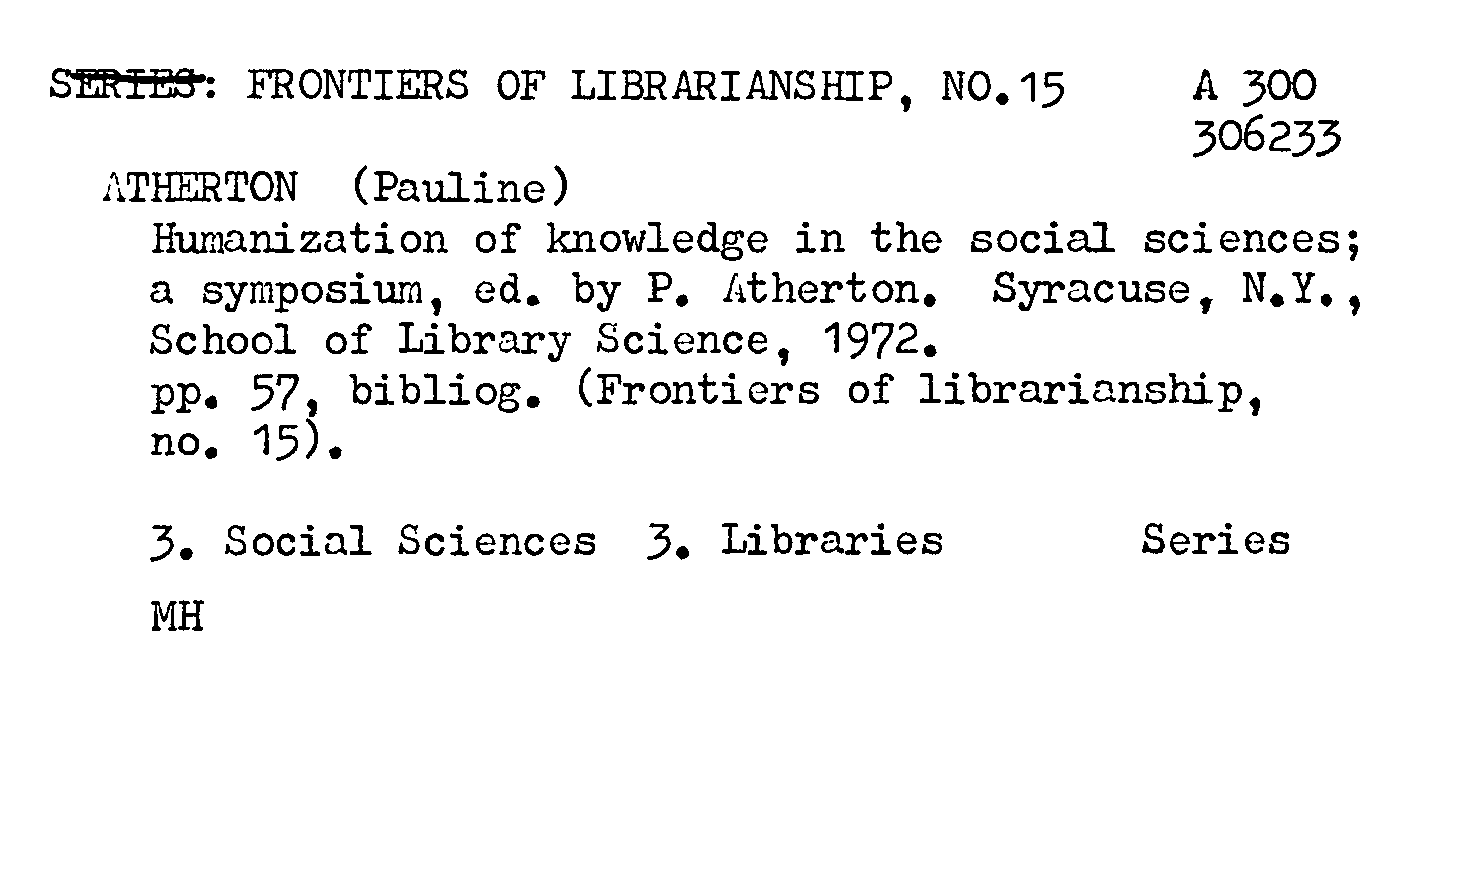 SERIES: FRONTIERS OF LIBRARIANSHIP, NO.15 A 300
306233
ATHERTON (Pauline)
Humanization of knowledge in the social sciences;
a symposium, ed. by P. Atherton. Syracuse, N.Y.,
School of Library Science, 1972.
pp. 57, bibliog. (Frontiers of librarianship,
no. 15).
3. Social Sciences 3. Libraries Series
MH